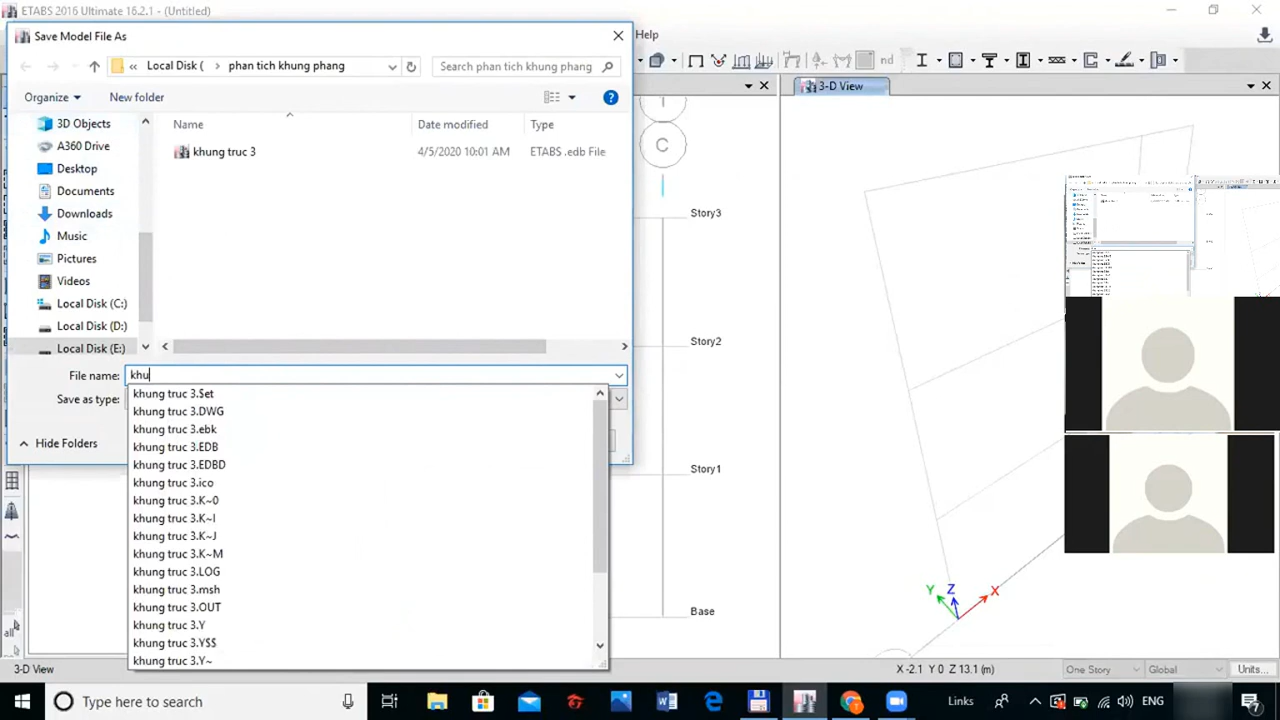 ETABS 2016 Ultimate 16.2.1 - (Untitled)
Save Model File As
Help
« Local Disk ( > phan tich khung phang
Search phan tich khung phang
nd
Organize
New folder
3-D View
3D Objects
A360 Drive
Desktop
Documents
Downloads
Music
Pictures
Videos
Local Disk (C:)
Local Disk (D:)
Local Disk (E:)
Name
Date modified
Type
khung truc 3
4/5/2020 10:01 AM
ETABS .edb File
C
Story3
Story2
Story1
Base
File name:
khu
Save as type:
Hide Folders
khung truc 3.$et
khung truc 3.DWG
khung truc 3.ebk
khung truc 3.EDB
khung truc 3.EDBD
khung truc 3.ico
khung truc 3.K~0
khung truc 3.K~I
khung truc 3.K~J
khung truc 3.K~M
khung truc 3.LOG
khung truc 3.msh
khung truc 3.OUT
khung truc 3.Y
khung truc 3.Y$$
khung truc 3.Y~
Y
Z
X
all
3-D View
X -2.1 Y 0 Z 13.1 (m)
One Story
Global
Units...
Type here to search
Links
ENG
7